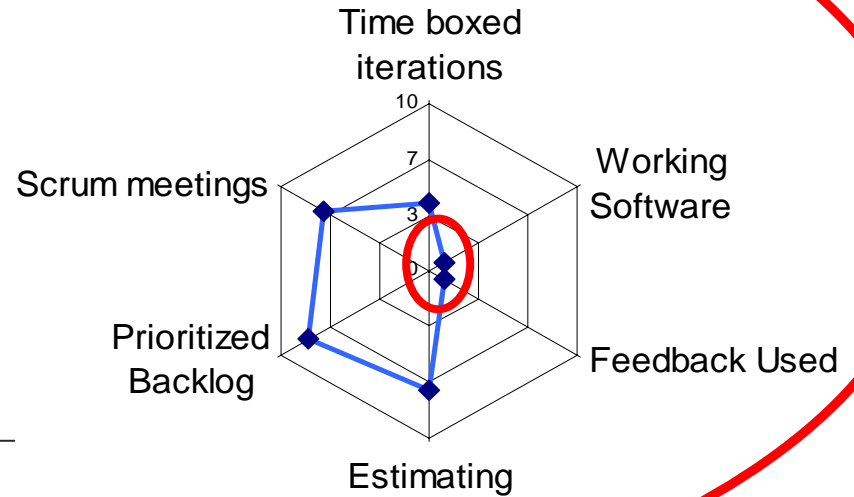 Time boxed
iterations
10
7
Working
Software
Scrum meetings
3
0
Prioritized
Backlog
Feedback Used
Estimating